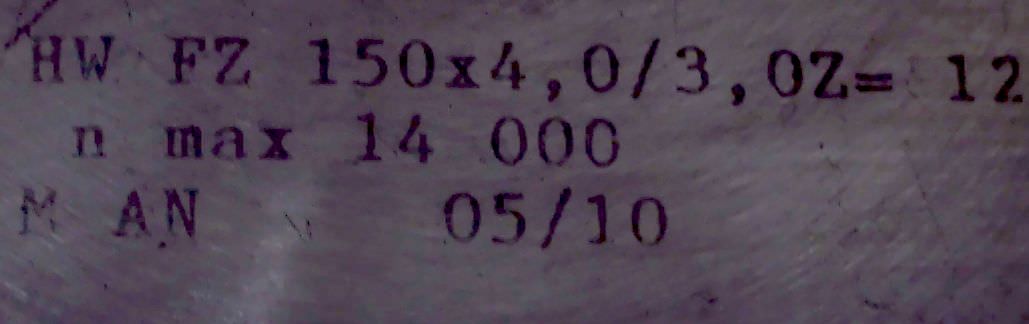 HW FZ 150x4,0/3,0Z= 12
n max 14 000
M AN 05/10